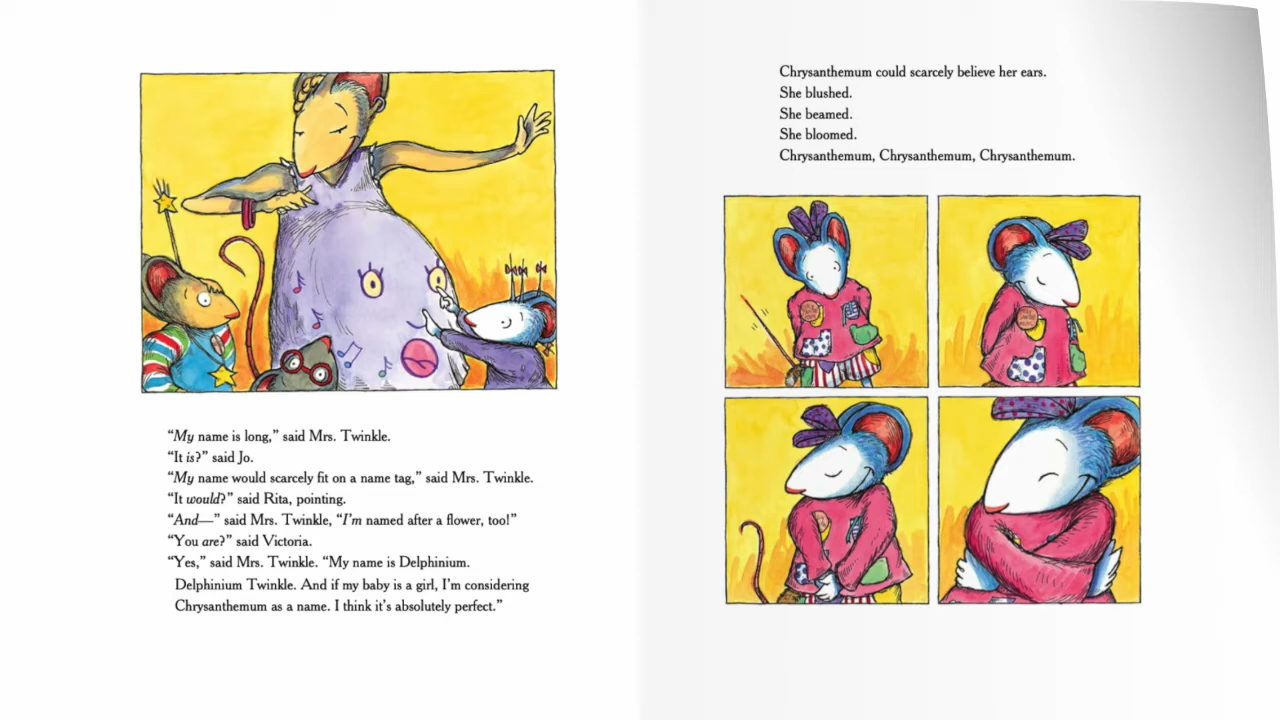 “My name is long,” said Mrs. Twinkle.
“It is?” said Jo.
“My name would scarcely fit on a name tag,” said Mrs. Twinkle.
“It would?” said Rita, pointing.
“And—” said Mrs. Twinkle, “I’m named after a flower, too!”
“You are?” said Victoria.
“Yes,” said Mrs. Twinkle. “My name is Delphinium.
Delphinium Twinkle. And if my baby is a girl, I’m considering
Chrysanthemum as a name. I think it’s absolutely perfect.”
Chrysanthemum could scarcely believe her ears.
She blushed.
She beamed.
She bloomed.
Chrysanthemum, Chrysanthemum, Chrysanthemum.